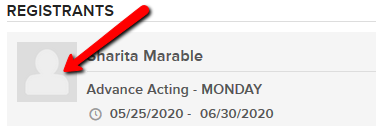 REGISTRANTS
Sharita Marable
Advance Acting - MONDAY
05/25/2020 - 06/30/2020